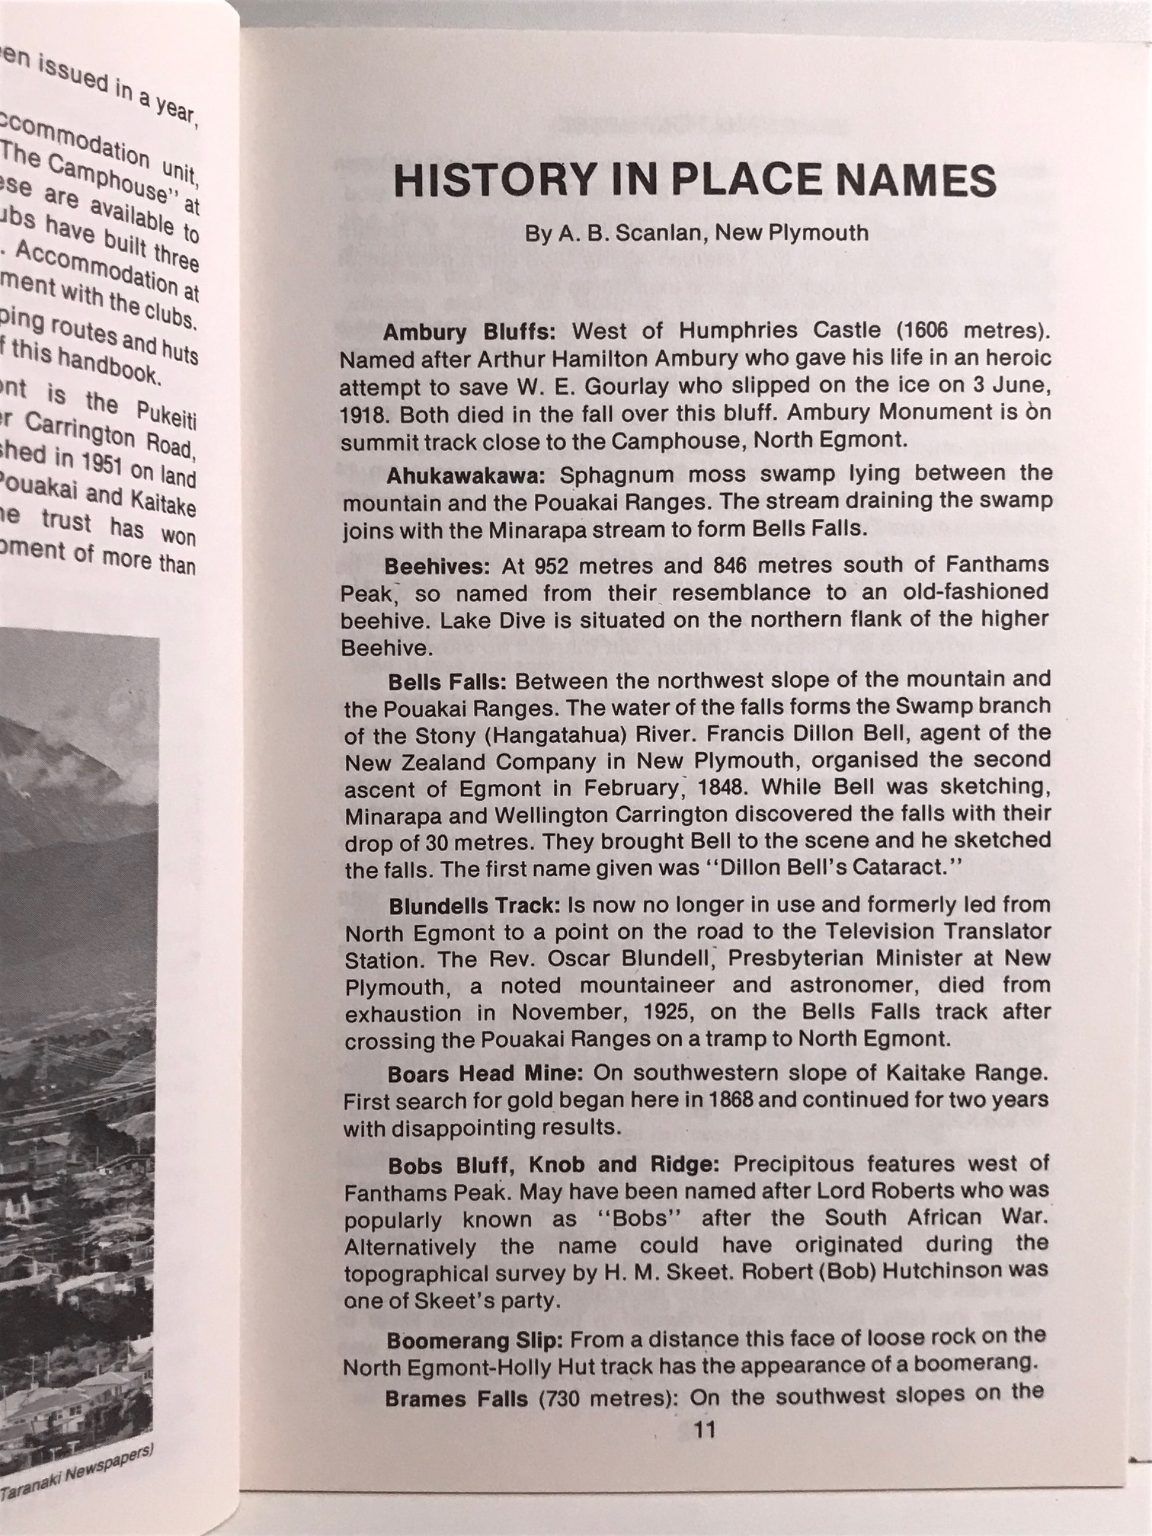 en issued in a year,
ccommodation unit,
"The Camphouse" at
ese are available to
ubs have built three
. Accommodation at
ment with the clubs.
ping routes and huts
f this handbook.
ont is the Pukeiti
er Carrington Road,
shed in 1951 on land
Pouakai and Kaitake
he trust has won
pment of more than
Taranaki Newspapers)
HISTORY IN PLACE NAMES
By A. B. Scanlan, New Plymouth
Ambury Bluffs: West of Humphries Castle (1606 metres).
Named after Arthur Hamilton Ambury who gave his life in an heroic
attempt to save W. E. Gourlay who slipped on the ice on 3 June,
1918. Both died in the fall over this bluff. Ambury Monument is on
summit track close to the Camphouse, North Egmont.
Ahukawakawa: Sphagnum moss swamp lying between the
mountain and the Pouakai Ranges. The stream draining the swamp
joins with the Minarapa stream to form Bells Falls.
Beehives: At 952 metres and 846 metres south of Fanthams
Peak, so named from their resemblance to an old-fashioned
beehive. Lake Dive is situated on the northern flank of the higher
Beehive.
Bells Falls: Between the northwest slope of the mountain and
the Pouakai Ranges. The water of the falls forms the Swamp branch
of the Stony (Hangatahua) River. Francis Dillon Bell, agent of the
New Zealand Company in New Plymouth, organised the second
ascent of Egmont in February, 1848. While Bell was sketching,
Minarapa and Wellington Carrington discovered the falls with their
drop of 30 metres. They brought Bell to the scene and he sketched
the falls. The first name given was "Dillon Bell's Cataract."
Blundells Track: Is now no longer in use and formerly led from
North Egmont to a point on the road to the Television Translator
Station. The Rev. Oscar Blundell, Presbyterian Minister at New
Plymouth, a noted mountaineer and astronomer, died from
exhaustion in November, 1925, on the Bells Falls track after
crossing the Pouakai Ranges on a tramp to North Egmont.
Boars Head Mine: On southwestern slope of Kaitake Range.
First search for gold began here in 1868 and continued for two years
with disappointing results.
Bobs Bluff, Knob and Ridge: Precipitous features west of
Fanthams Peak. May have been named after Lord Roberts who was
popularly known as "Bobs" after the South African War.
Alternatively the name could have originated during the
topographical survey by H. M. Skeet. Robert (Bob) Hutchinson was
one of Skeet's party.
Boomerang Slip: From a distance this face of loose rock on the
North Egmont-Holly Hut track has the appearance of a boomerang.
Brames Falls (730 metres): On the southwest slopes on the
11